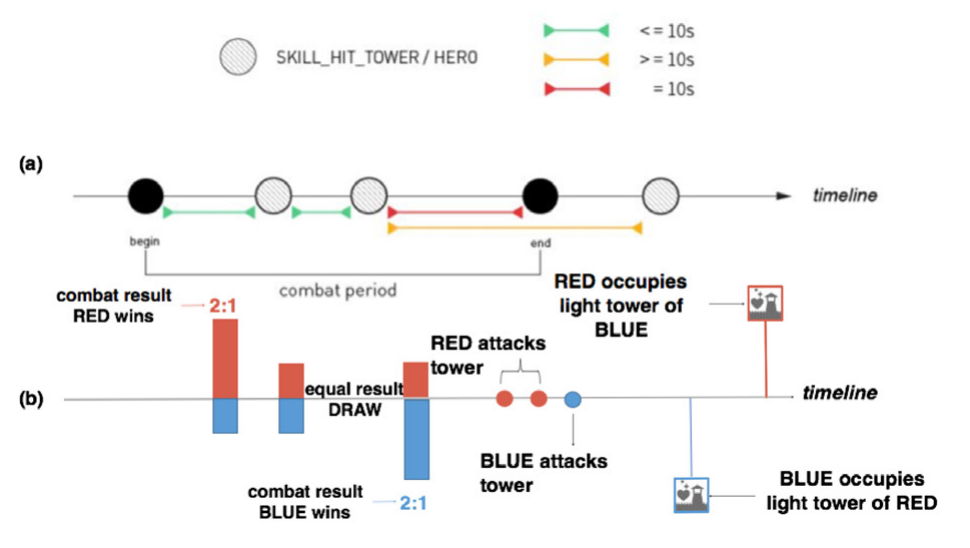 <= 10s
SKILL_HIT_TOWER / HERO
>= 10s
= 10s
(a)
timeline
begin
end
combat period
combat result
RED wins
2:1
RED occupies
light tower of
BLUE
RED attacks
tower
equal result
DRAW
(b)
timeline
BLUE attacks
tower
combat result
BLUE wins
2:1
BLUE occupies
light tower of RED